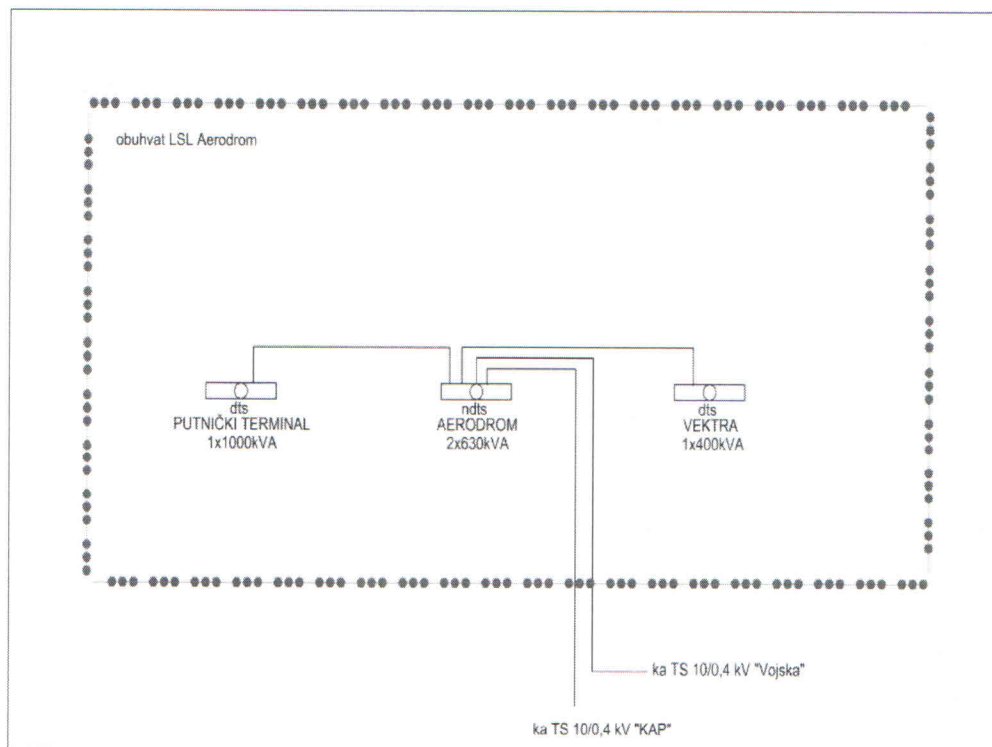 obuhvat LSL Aerodrom
dts
PUTNIČKI TERMINAL
1x1000kVA
ndts
AERODROM
2x630kVA
dts
VEKTRA
1x400kVA
ka TS 10/0,4 kV "Vojska"
ka TS 10/0,4 kV "KAP"